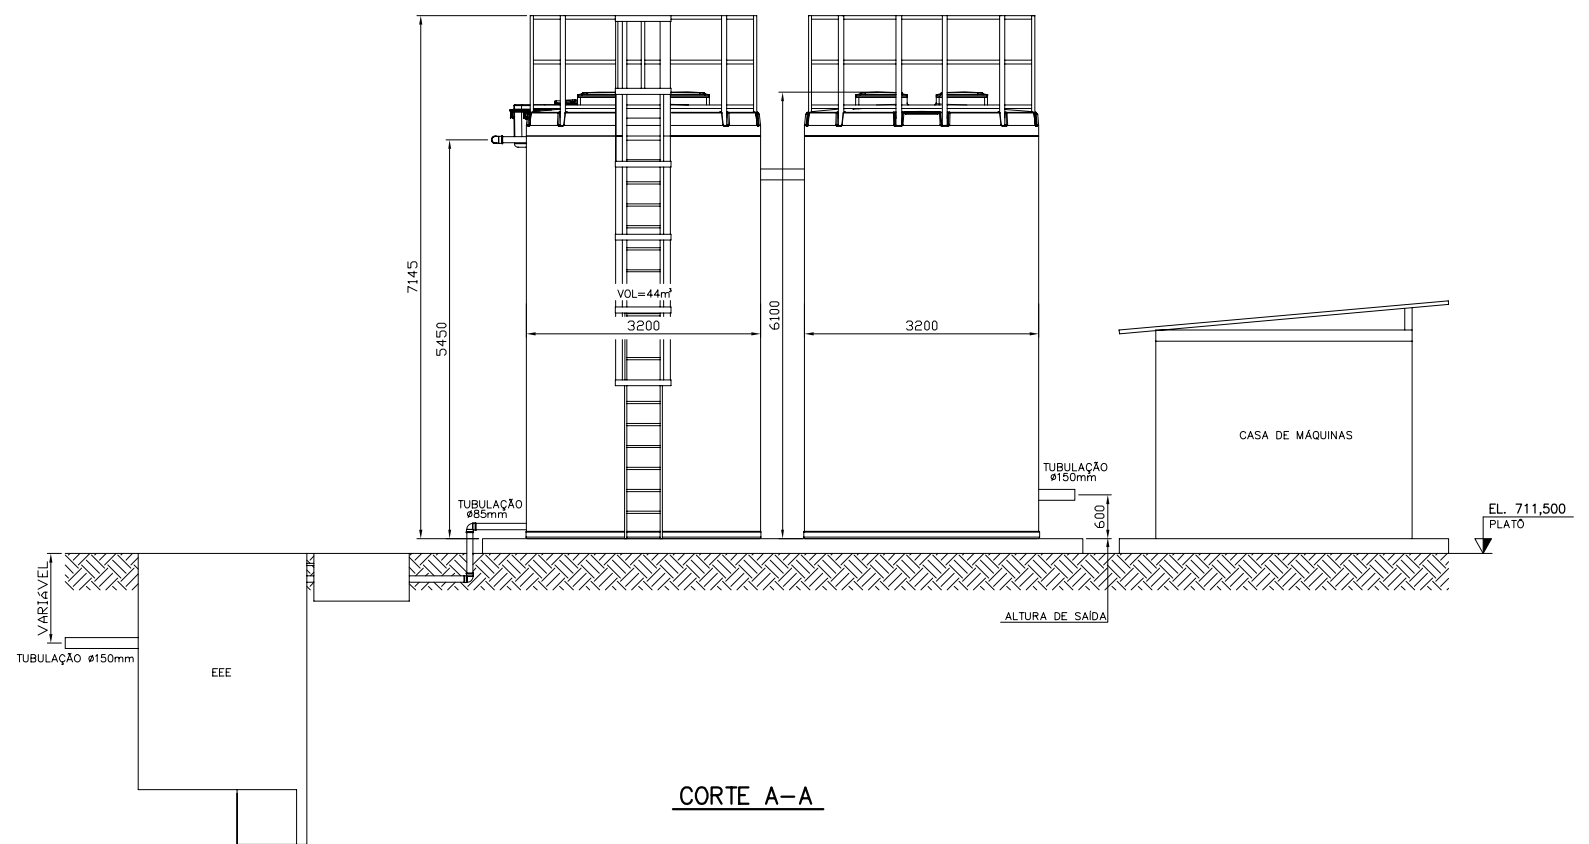 7145
5450
VOL=44m³
3200
6100
3200
CASA DE MÁQUINAS
TUBULAÇÃO
ø150mm
600
TUBULAÇÃO
ø85mm
EL. 711,500
PLATÔ
VARIÁVEL
ALTURA DE SAÍDA
TUBULAÇÃO ø150mm
EEE
CORTE A-A